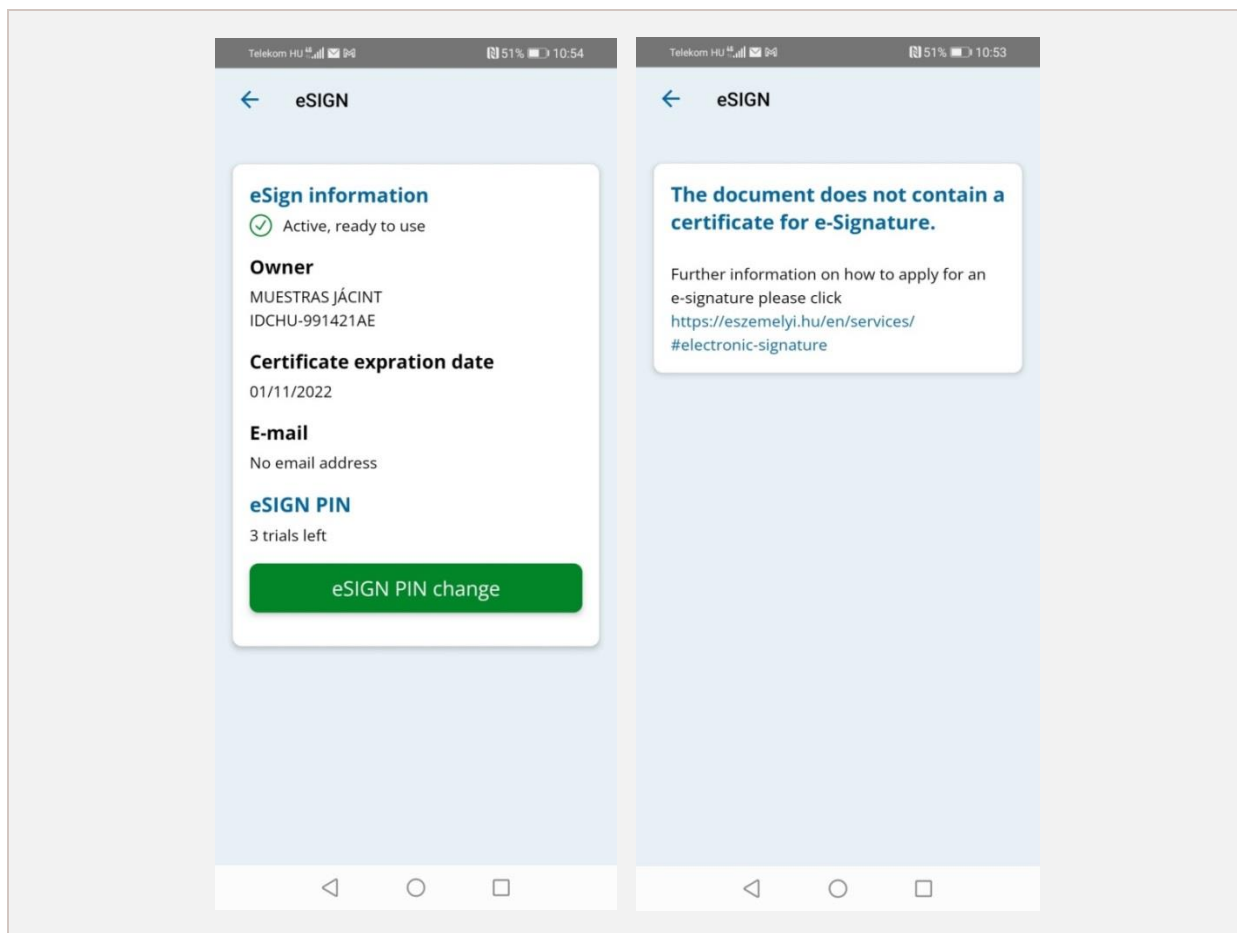 Telekom HU 51% 10:54
eSIGN
eSign information
Active, ready to use
Owner
MUESTRAS JÁCINT
IDCHU-991421AE
Certificate expration date
01/11/2022
E-mail
No email address
eSIGN PIN
3 trials left
eSIGN PIN change
Telekom HU 51% 10:53
eSIGN
The document does not contain a
certificate for e-Signature.
Further information on how to apply for an
e-signature please click
https://eszemelyi.hu/en/services/
#electronic-signature